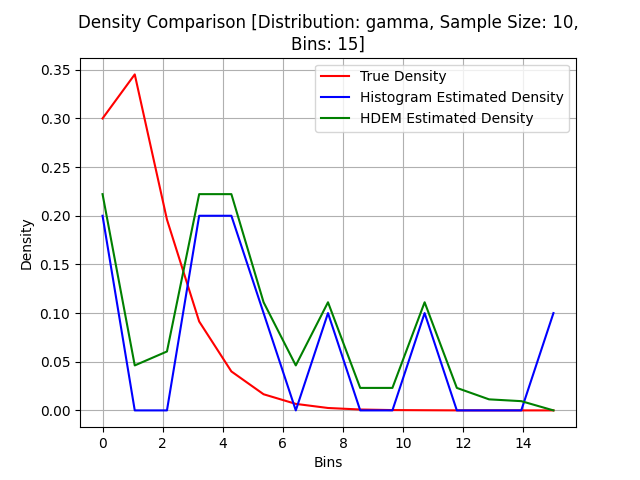 Density Comparison [Distribution: gamma, Sample Size: 10,
Bins: 15]
True Density
Histogram Estimated Density
HDEM Estimated Density
Density
0.35
0.30
0.25
0.20
0.15
0.10
0.05
0.00
0 2 4 6 8 10 12 14
Bins